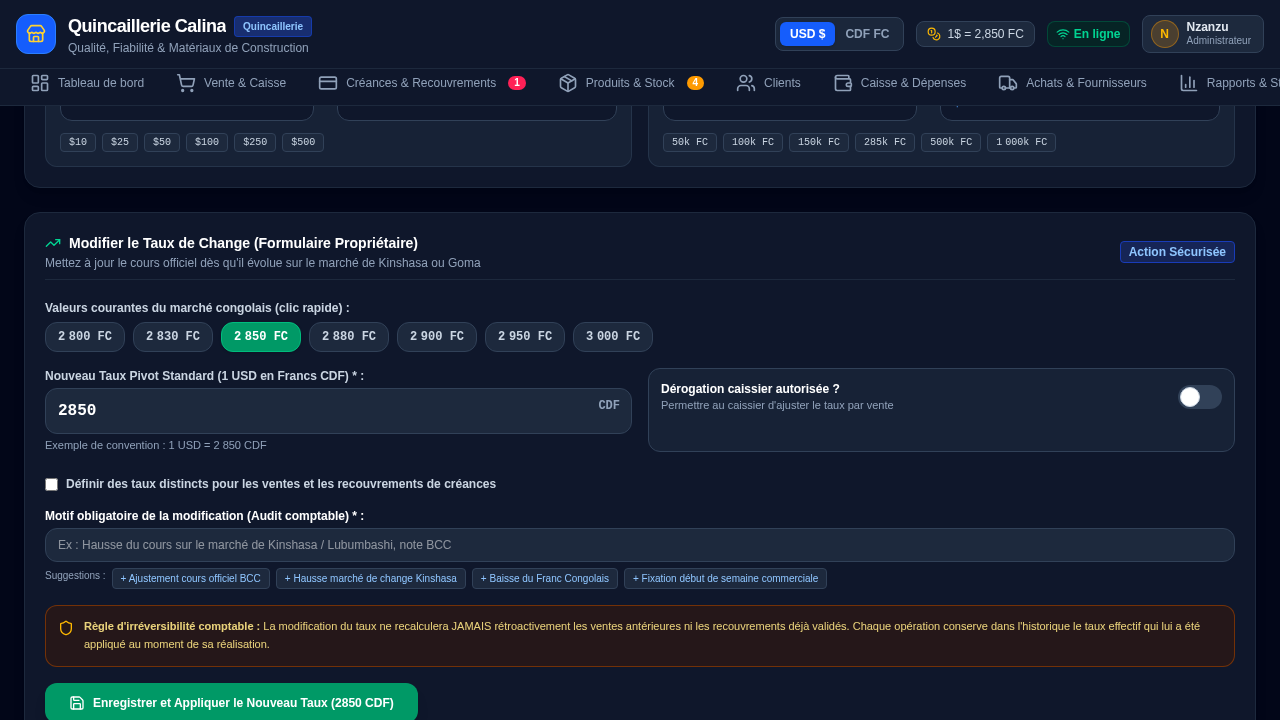 Quincaillerie Calina
Quincaillerie
Qualité, Fiabilité & Matériaux de Construction
USD $
CDF FC
1$ = 2,850 FC
En ligne
N
Nzanzu
Administrateur
Tableau de bord
Vente & Caisse
Créances & Recouvrements
1
Produits & Stock
4
Clients
Caisse & Dépenses
Achats & Fournisseurs
Rapports & St
$10
$25
$50
$100
$250
$500
50k FC
100k FC
150k FC
285k FC
500k FC
1 000k FC
Modifier le Taux de Change (Formulaire Propriétaire)
Mettez à jour le cours officiel dès qu'il évolue sur le marché de Kinshasa ou Goma
Action Sécurisée
Valeurs courantes du marché congolais (clic rapide) :
2 800 FC
2 830 FC
2 850 FC
2 880 FC
2 900 FC
2 950 FC
3 000 FC
Nouveau Taux Pivot Standard (1 USD en Francs CDF) * :
2850
CDF
Exemple de convention : 1 USD = 2 850 CDF
Dérogation caissier autorisée ?
Permettre au caissier d'ajuster le taux par vente
Définir des taux distincts pour les ventes et les recouvrements de créances
Motif obligatoire de la modification (Audit comptable) * :
Ex : Hausse du cours sur le marché de Kinshasa / Lubumbashi, note BCC
Suggestions :
+ Ajustement cours officiel BCC
+ Hausse marché de change Kinshasa
+ Baisse du Franc Congolais
+ Fixation début de semaine commerciale
Règle d'irréversibilité comptable : La modification du taux ne recalculera JAMAIS rétroactivement les ventes antérieures ni les recouvrements déjà validés. Chaque opération conserve dans l'historique le taux effectif qui lui a été
appliqué au moment de sa réalisation.
Enregistrer et Appliquer le Nouveau Taux (2850 CDF)